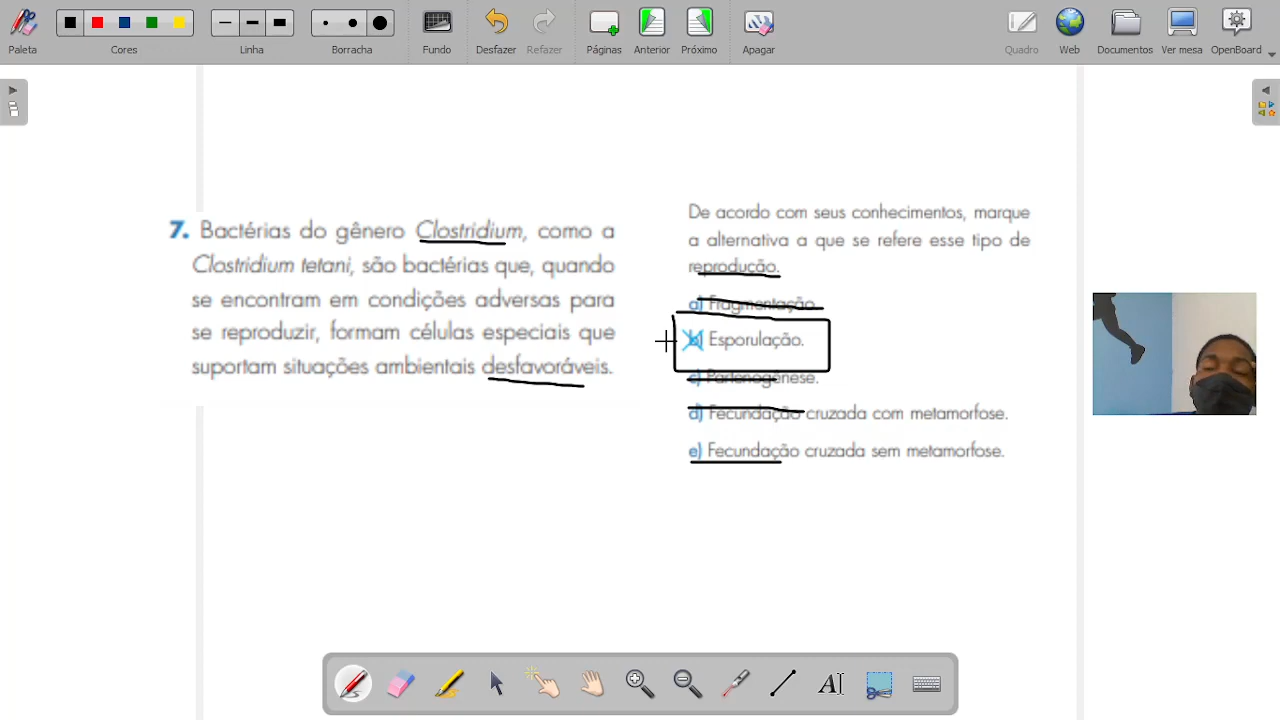 Paleta
Cores
Linha
Borracha
Fundo
Desfazer
Refazer
Páginas
Anterior
Próximo
Apagar
Quadro
Web
Documentos
Ver mesa
OpenBoard
7. Bactérias do gênero Clostridium, como a
Clostridium tetani, são bactérias que, quando
se encontram em condições adversas para
se reproduzir, formam células especiais que
suportam situações ambientais desfavoráveis.
De acordo com seus conhecimentos, marque
a alternativa a que se refere esse tipo de
reprodução.
a) Fragmentação.
b) Esporulação.
c) Partenogênese.
d) Fecundação cruzada com metamorfose.
e) Fecundação cruzada sem metamorfose.
AI